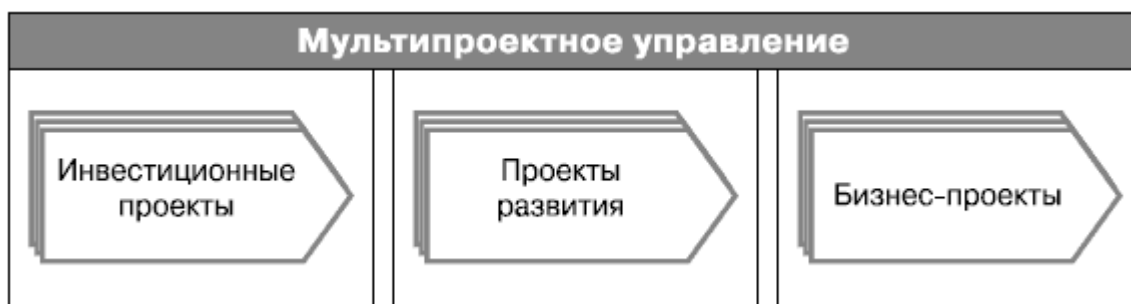 Мультипроектное управление
Инвестиционные
проекты
Проекты
развития
Бизнес-проекты